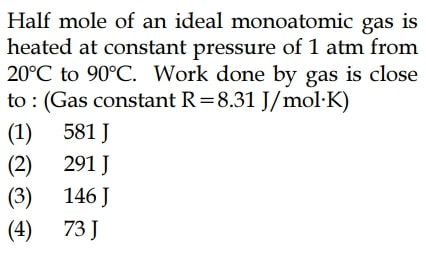 Half mole of an ideal monoatomic gas is
heated at constant pressure of 1 atm from
20°C to 90°C. Work done by gas is close
to : (Gas constant R=8.31 J/mol·K)
(1) 581 J
(2) 291 J
(3) 146 J
(4) 73 J